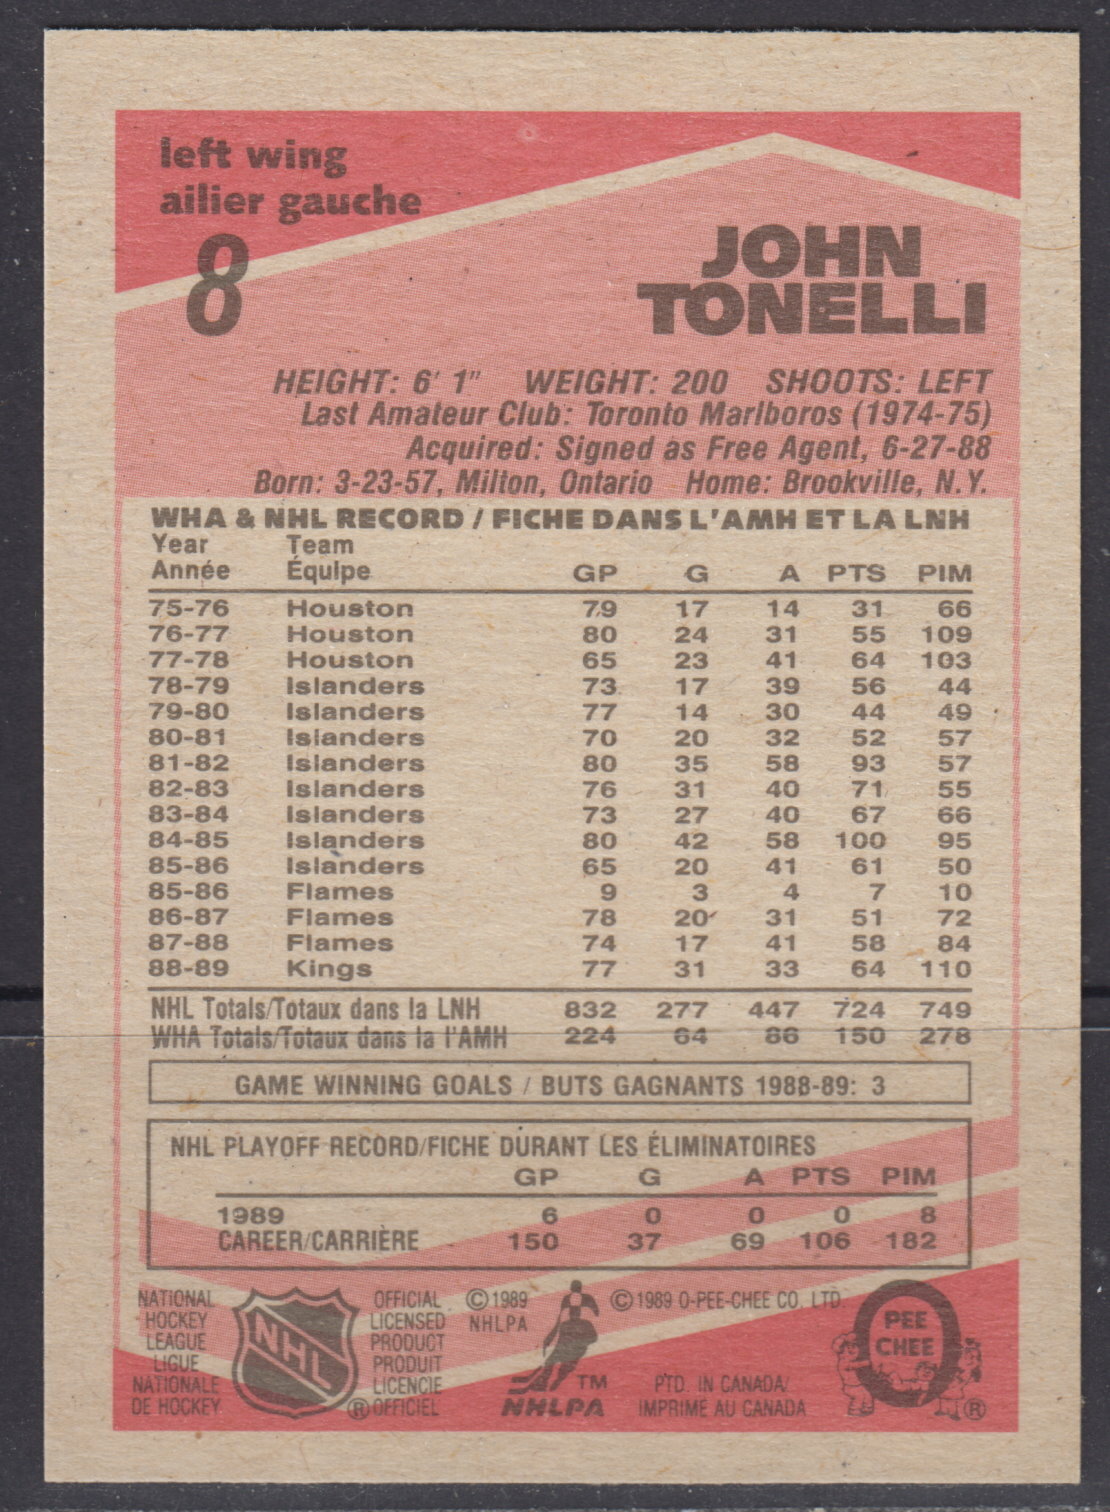 left wing
ailier gauche
8
JOHN
TONELLI
HEIGHT: 6' 1" WEIGHT: 200 SHOOTS: LEFT
Last Amateur Club: Toronto Marlboros (1974-75)
Acquired: Signed as Free Agent, 6-27-88
Born: 3-23-57, Milton, Ontario Home: Brookville, N.Y.
WHA & NHL RECORD / FICHE DANS L'AMH ET LA LNH
Year Team
Année Équipe GP G A PTS PIM
75-76 Houston 79 17 14 31 66
76-77 Houston 80 24 31 55 109
77-78 Houston 65 23 41 64 103
78-79 Islanders 73 17 39 56 44
79-80 Islanders 77 14 30 44 49
80-81 Islanders 70 20 32 52 57
81-82 Islanders 80 35 58 93 57
82-83 Islanders 76 31 40 71 55
83-84 Islanders 73 27 40 67 66
84-85 Islanders 80 42 58 100 95
85-86 Islanders 65 20 41 61 50
85-86 Flames 9 3 4 7 10
86-87 Flames 78 20 31 51 72
87-88 Flames 74 17 41 58 84
88-89 Kings 77 31 33 64 110
NHL Totals/Totaux dans la LNH 832 277 447 724 749
WHA Totals/Totaux dans la l'AMH 224 64 86 150 278
GAME WINNING GOALS / BUTS GAGNANTS 1988-89: 3
NHL PLAYOFF RECORD/FICHE DURANT LES ÉLIMINATOIRES
GP G A PTS PIM
1989 6 0 0 0 8
CAREER/CARRIÈRE 150 37 69 106 182
NATIONAL
HOCKEY
LEAGUE
LIGUE
NATIONALE
DE HOCKEY
NHL
®
OFFICIAL
LICENSED
PRODUCT
PRODUIT
LICENCIE
OFFICIEL
© 1989
NHLPA
TM
NHLPA
© 1989 O-PEE-CHEE CO. LTD.
PTD. IN CANADA/
IMPRIMÉ AU CANADA
O
PEE
CHEE
®